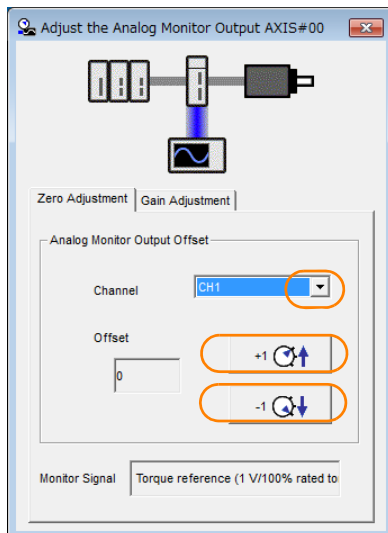 Adjust the Analog Monitor Output AXIS#00
Zero Adjustment
Gain Adjustment
Analog Monitor Output Offset
Channel
CH1
Offset
0
+1
-1
Monitor Signal
Torque reference (1 V/100% rated to